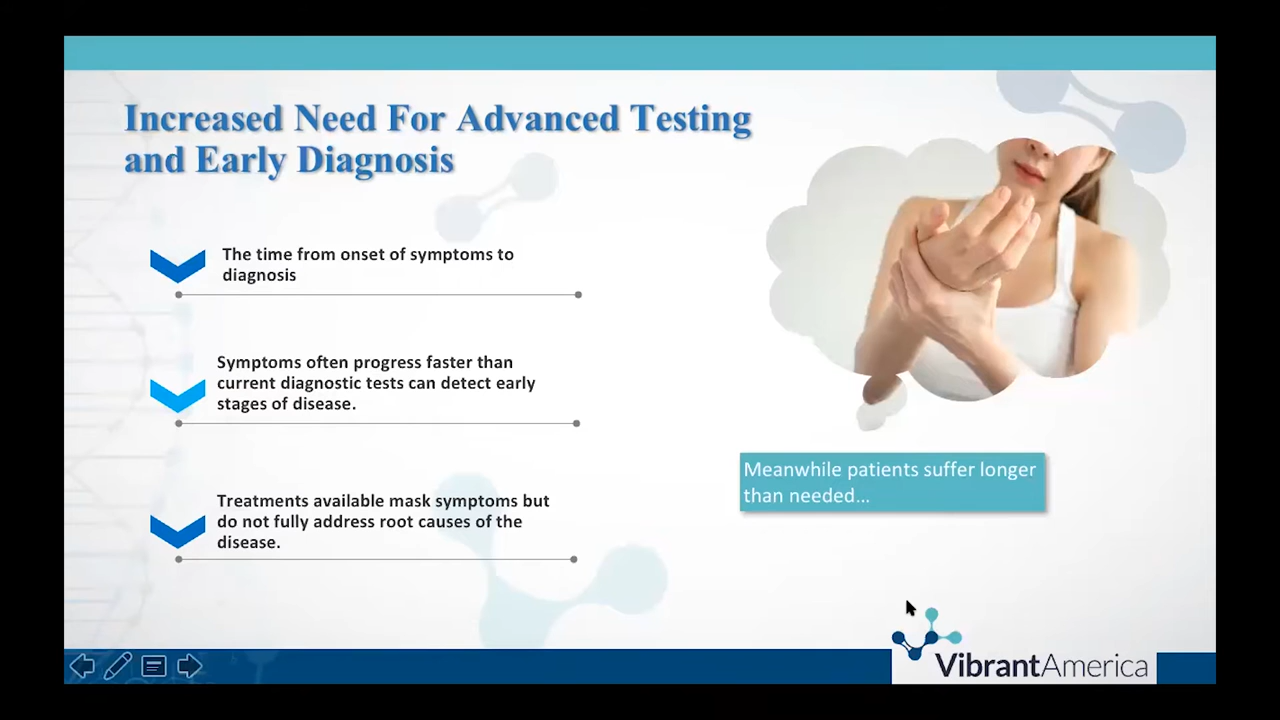 Increased Need For Advanced Testing
and Early Diagnosis
The time from onset of symptoms to
diagnosis
Symptoms often progress faster than
current diagnostic tests can detect early
stages of disease.
Treatments available mask symptoms but
do not fully address root causes of the
disease.
Meanwhile patients suffer longer
than needed...
VibrantAmerica